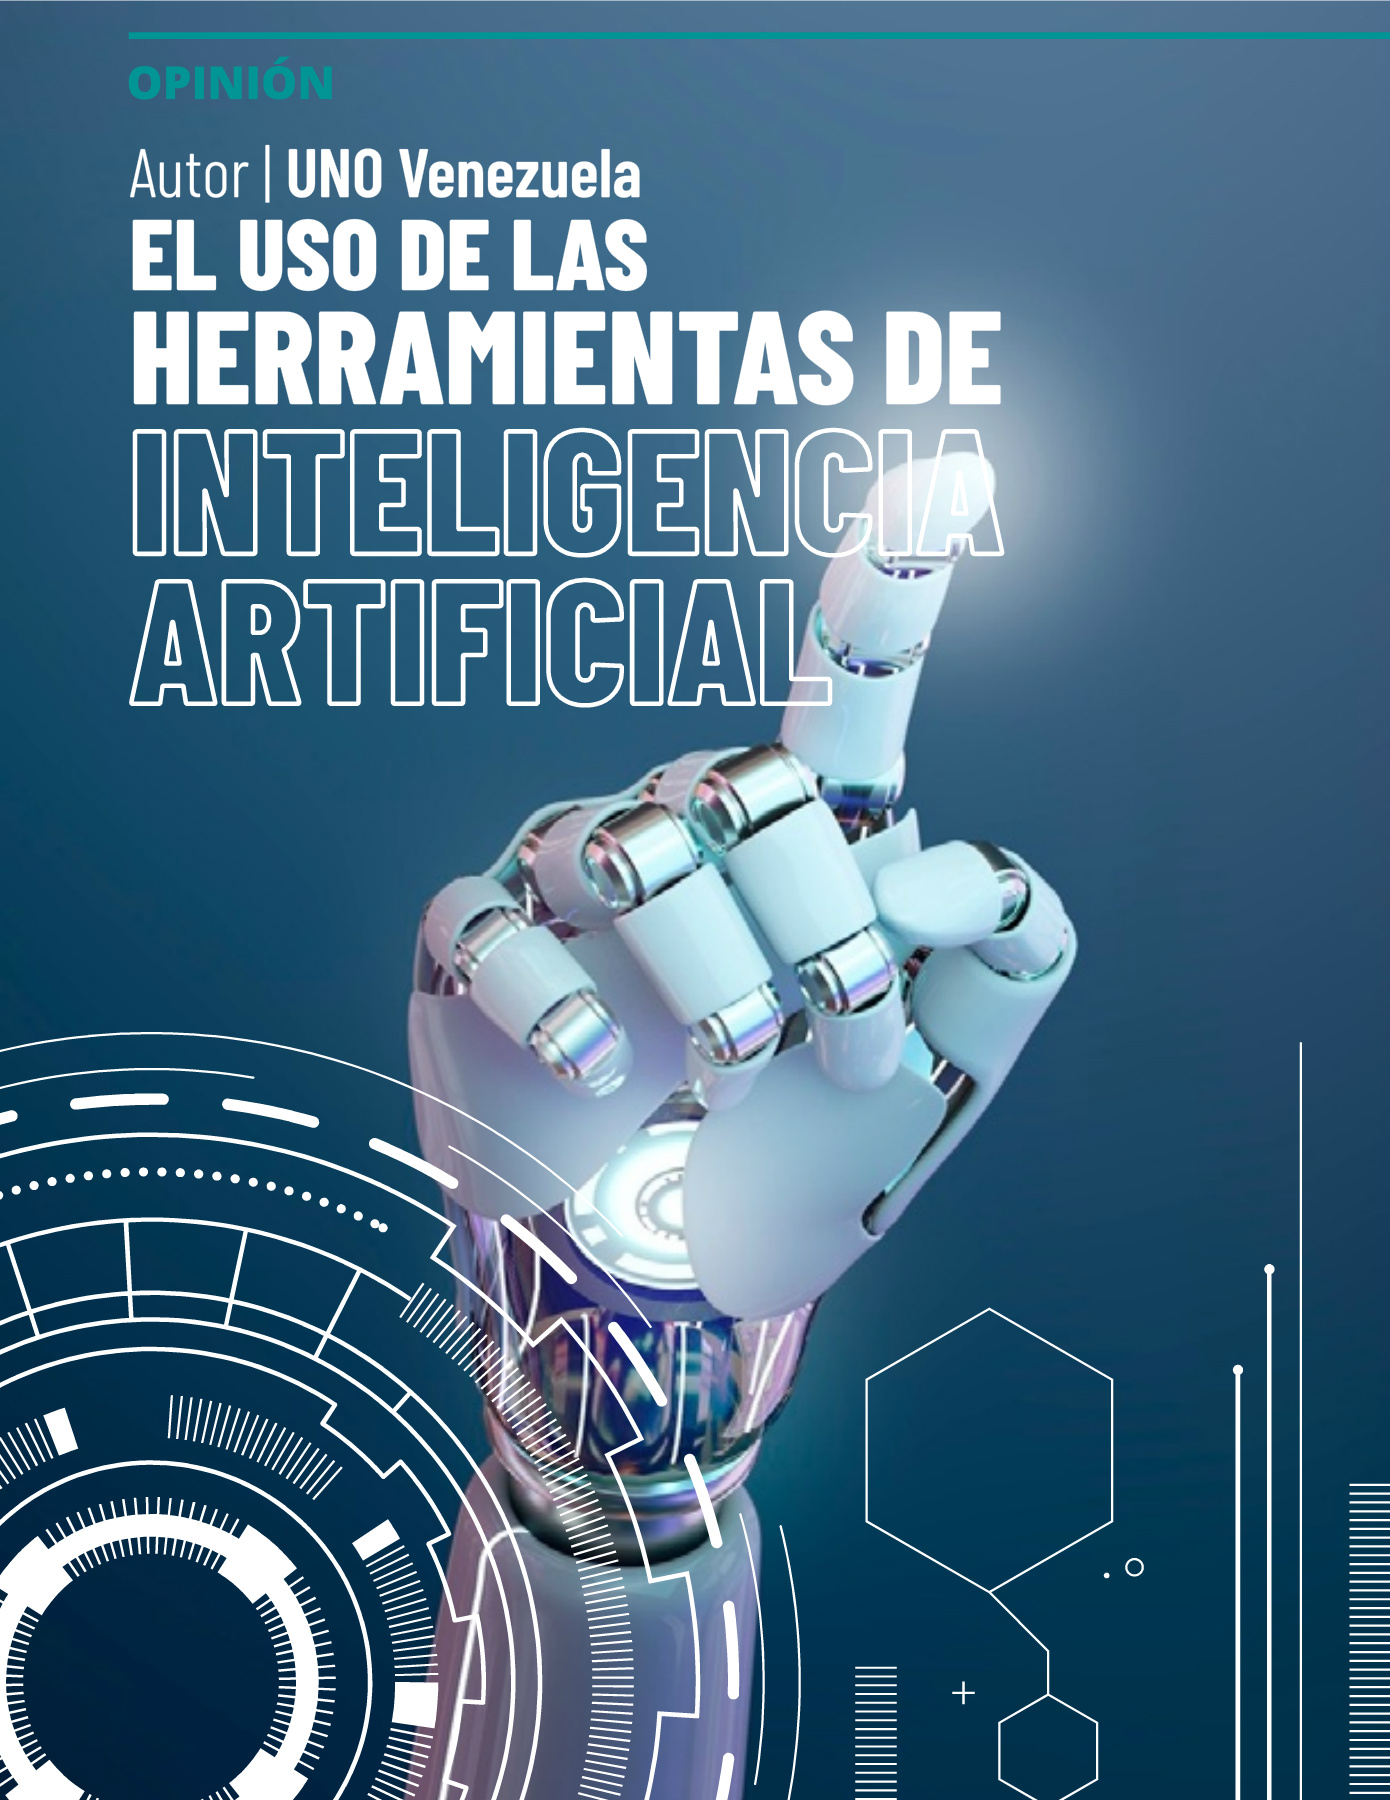 OPINIÓN
Autor | UNO Venezuela
EL USO DE LAS
HERRAMIENTAS DE
INTELIGENCIA
ARTIFICIAL